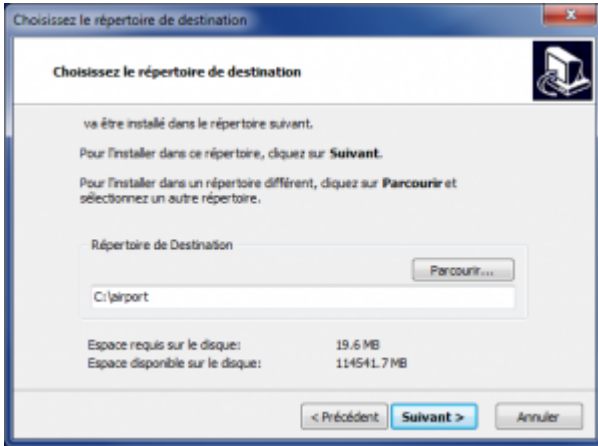 Choisissez le répertoire de destination
Choisissez le répertoire de destination
va être installé dans le répertoire suivant.
Pour l'installer dans ce répertoire, cliquez sur Suivant.
Pour l'installer dans un répertoire différent, cliquez sur Parcourir et
sélectionnez un autre répertoire.
Répertoire de Destination
Parcourir...
C:\airport
Espace requis sur le disque: 19.6 MB
Espace disponible sur le disque: 114541.7 MB
< Précédent Suivant > Annuler